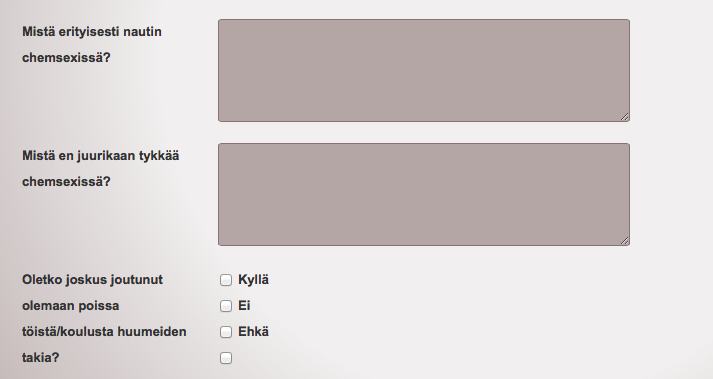 Mistä erityisesti nautin
chemsexissä?
Mistä en juurikaan tykkää
chemsexissä?
Oletko joskus joutunut
olemaan poissa
töistä/koulusta huumeiden
takia?
Kyllä
Ei
Ehkä